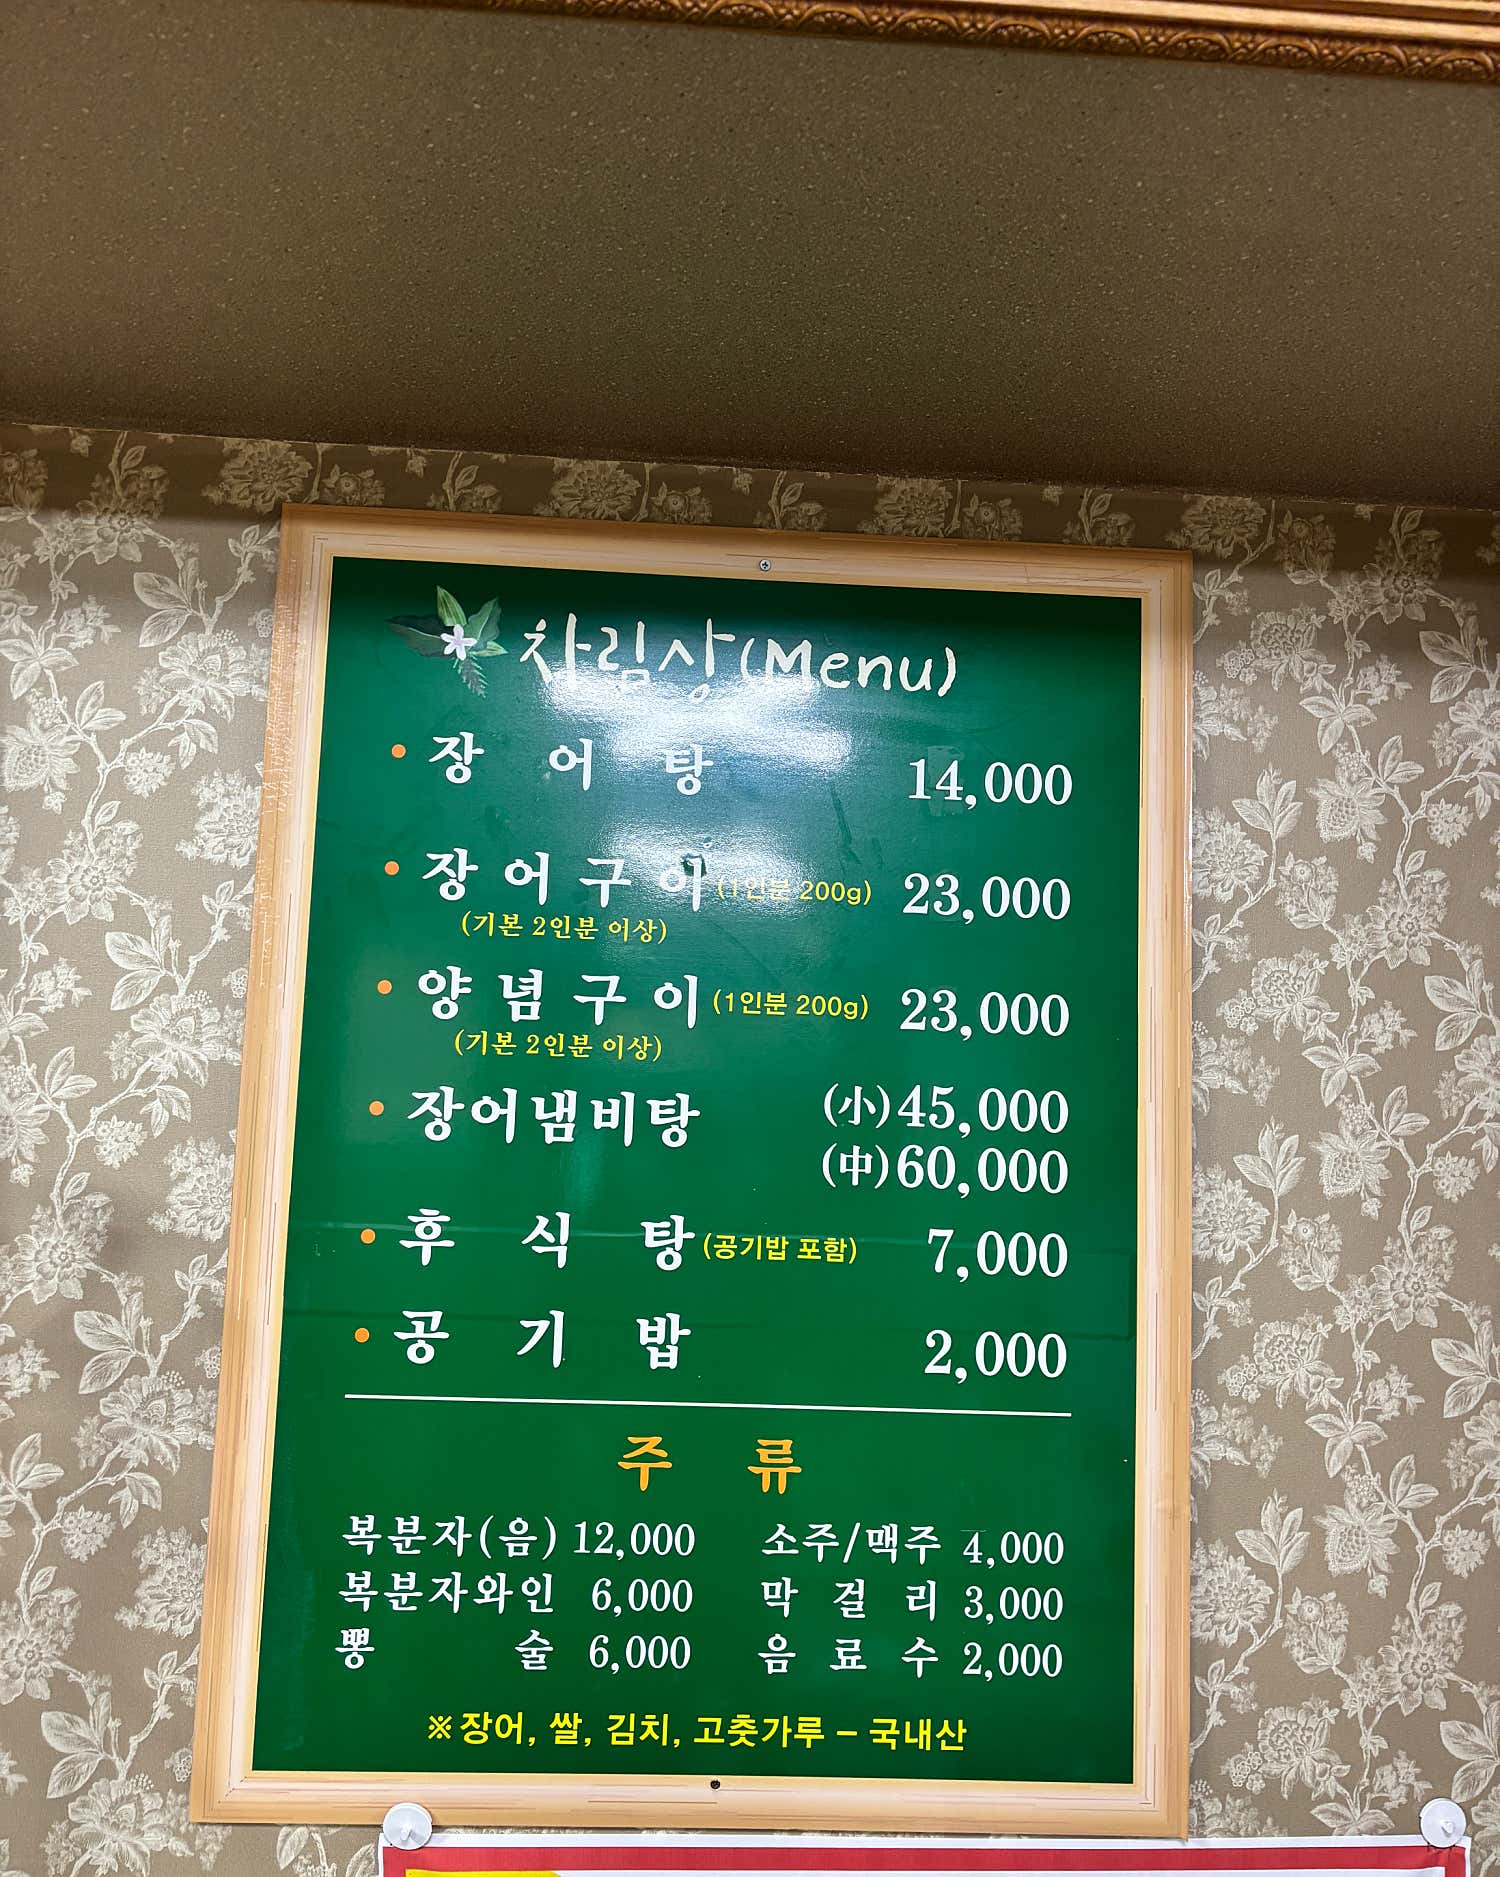 차림상(Menu)
• 장어탕 14,000
• 장어구이(1인분 200g) 23,000
(기본 2인분 이상)
• 양념구이(1인분 200g) 23,000
(기본 2인분 이상)
• 장어냄비탕 (小)45,000
(中)60,000
• 후식탕(공기밥 포함) 7,000
• 공기밥 2,000
주류
복분자(음) 12,000 소주/맥주 4,000
복분자와인 6,000 막걸리 3,000
뽕술 6,000 음료수 2,000
※장어, 쌀, 김치, 고춧가루 – 국내산